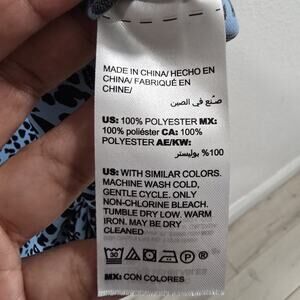 MADE IN CHINA/ HECHO EN
CHINA/ FABRIQUÉ EN
CHINE/
صنع في الصين
US: 100% POLYESTER MX:
100% poliéster CA: 100%
POLYESTER AE/KW:
100% بوليستر
US: WITH SIMILAR COLORS.
MACHINE WASH COLD,
GENTLE CYCLE. ONLY
NON-CHLORINE BLEACH.
TUMBLE DRY LOW. WARM
IRON. MAY BE DRY
CLEANED
30
P
MX: CON COLORES